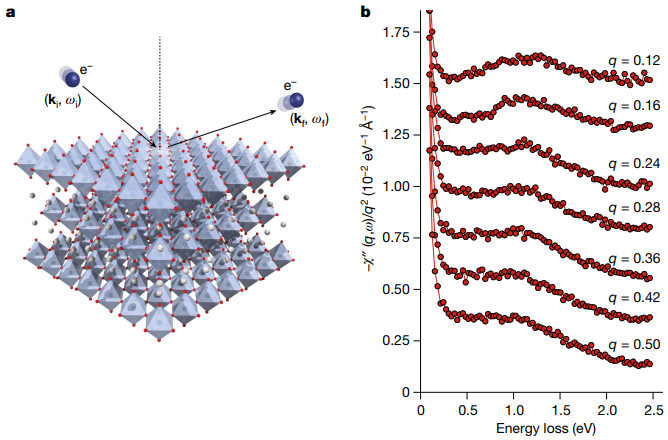 a
e⁻
(kᵢ, ωᵢ)
e⁻
(k_f, ω_f)
b
−χ″ (q,ω)/q² (10⁻² eV⁻¹ Å⁻¹)
1.75
1.50
1.25
1.00
0.75
0.50
0.25
0
q = 0.12
q = 0.16
q = 0.24
q = 0.28
q = 0.36
q = 0.42
q = 0.50
0 0.5 1.0 1.5 2.0 2.5
Energy loss (eV)